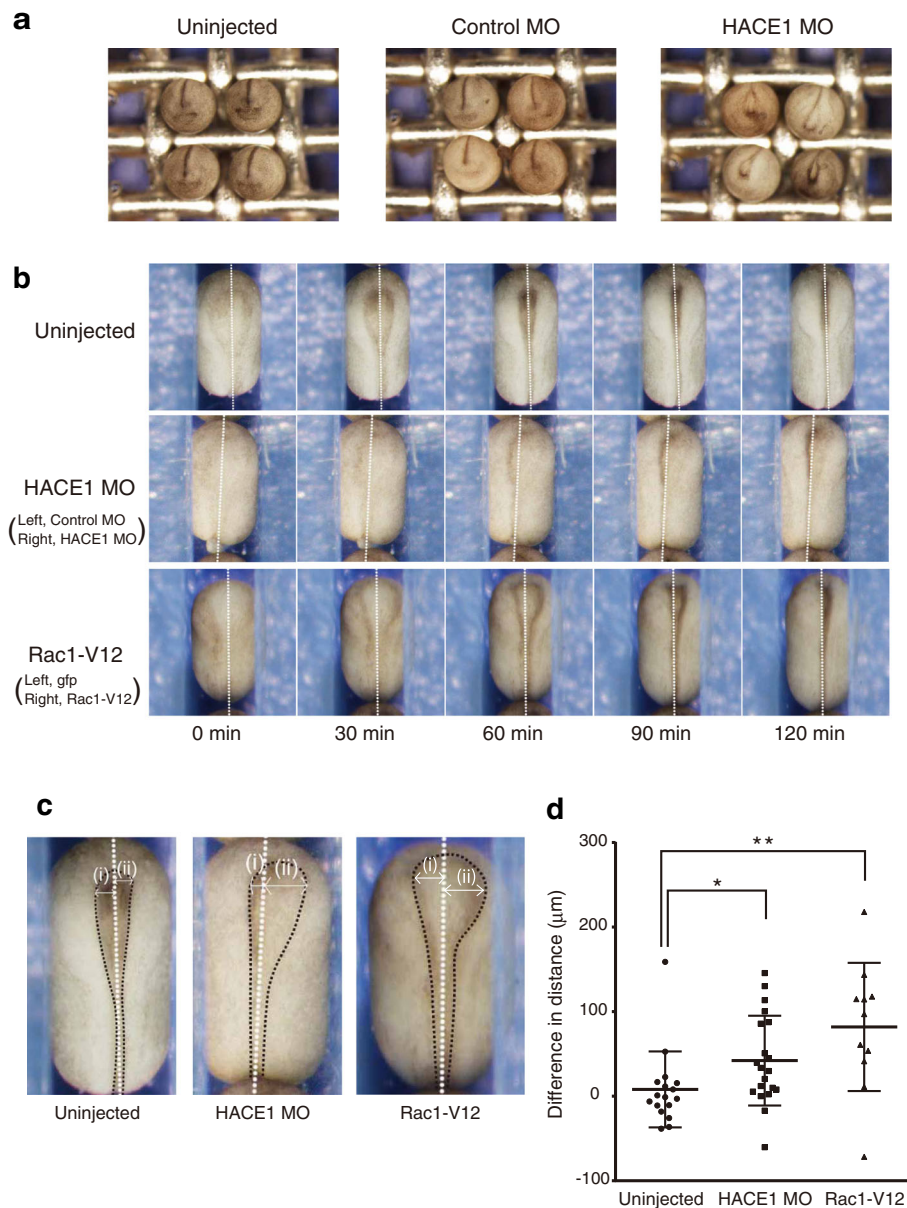 a
Uninjected Control MO HACE1 MO
b
Uninjected
HACE1 MO
(Left, Control MO
Right, HACE1 MO)
Rac1-V12
(Left, gfp
Right, Rac1-V12)
0 min 30 min 60 min 90 min 120 min
c
(i) (ii) (i) (ii) (i) (ii)
Uninjected HACE1 MO Rac1-V12
d
Difference in distance (μm)
300
200
100
0
-100
**
*
Uninjected HACE1 MO Rac1-V12